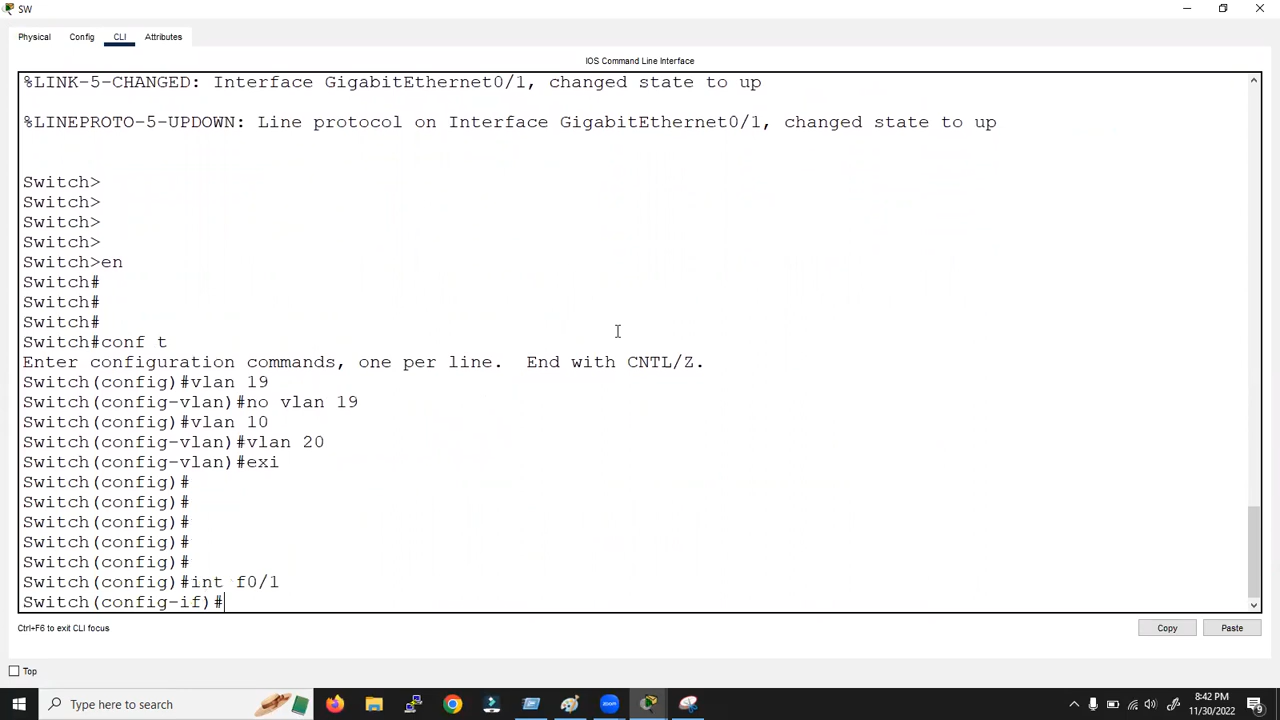 SW
Physical Config CLI Attributes
IOS Command Line Interface
%LINK-5-CHANGED: Interface GigabitEthernet0/1, changed state to up
%LINEPROTO-5-UPDOWN: Line protocol on Interface GigabitEthernet0/1, changed state to up
Switch>
Switch>
Switch>
Switch>
Switch>en
Switch#
Switch#
Switch#
Switch#conf t
Enter configuration commands, one per line. End with CNTL/Z.
Switch(config)#vlan 19
Switch(config-vlan)#no vlan 19
Switch(config)#vlan 10
Switch(config-vlan)#vlan 20
Switch(config-vlan)#exi
Switch(config)#
Switch(config)#
Switch(config)#
Switch(config)#
Switch(config)#
Switch(config)#int f0/1
Switch(config-if)#
Ctrl+F6 to exit CLI focus
Copy Paste
Top
Type here to search
8:42 PM
11/30/2022
9